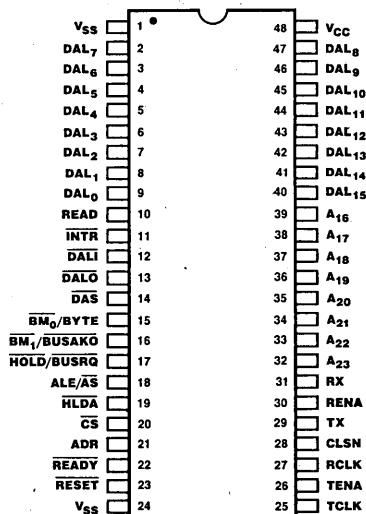 VSS 1 48 VCC
DAL7 2 47 DAL8
DAL6 3 46 DAL9
DAL5 4 45 DAL10
DAL4 5 44 DAL11
DAL3 6 43 DAL12
DAL2 7 42 DAL13
DAL1 8 41 DAL14
DAL0 9 40 DAL15
READ 10 39 A16
INTR 11 38 A17
DALI 12 37 A18
DALO 13 36 A19
DAS 14 35 A20
BM0/BYTE 15 34 A21
BM1/BUSAKO 16 33 A22
HOLD/BUSRQ 17 32 A23
ALE/AS 18 31 RX
HLDA 19 30 RENA
CS 20 29 TX
ADR 21 28 CLSN
READY 22 27 RCLK
RESET 23 26 TENA
VSS 24 25 TCLK